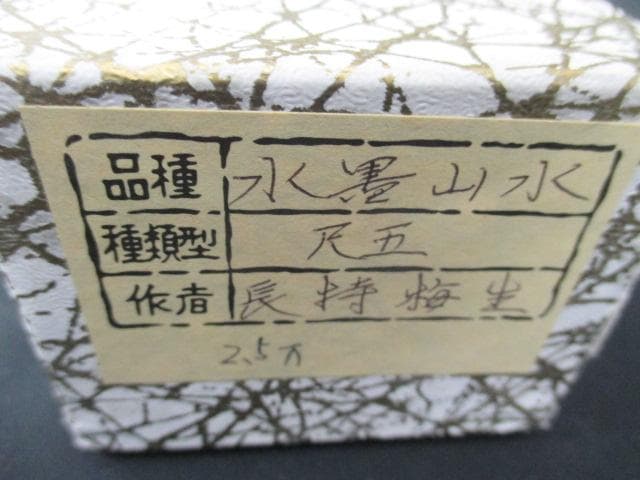 品種 水墨山水
種類型 尺五
作者 長持梅生
2.5万